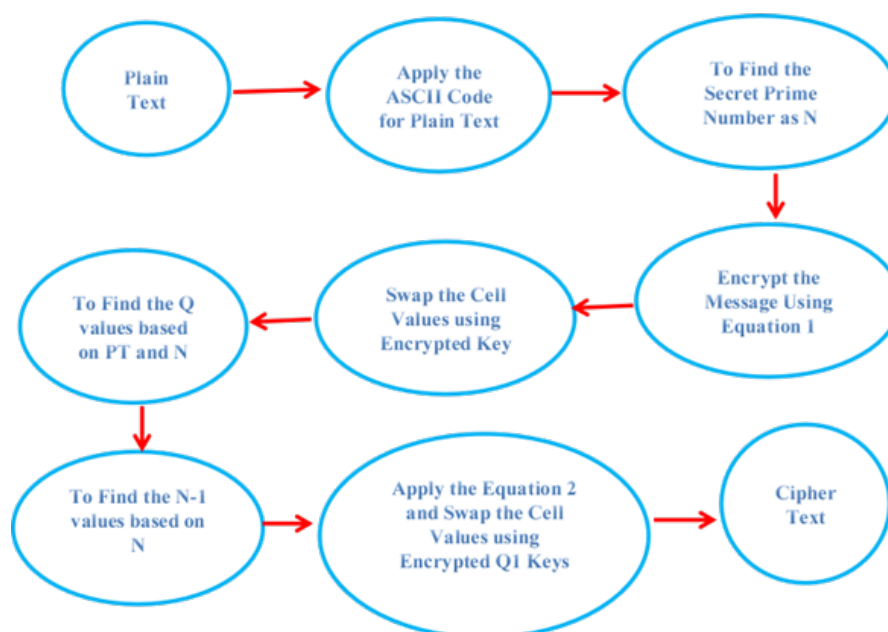 Plain
Text
Apply the
ASCII Code
for Plain Text
To Find the
Secret Prime
Number as N
Encrypt the
Message Using
Equation 1
Swap the Cell
Values using
Encrypted Key
To Find the Q
values based
on PT and N
To Find the N-1
values based on
N
Apply the Equation 2
and Swap the Cell
Values using
Encrypted Q1 Keys
Cipher
Text